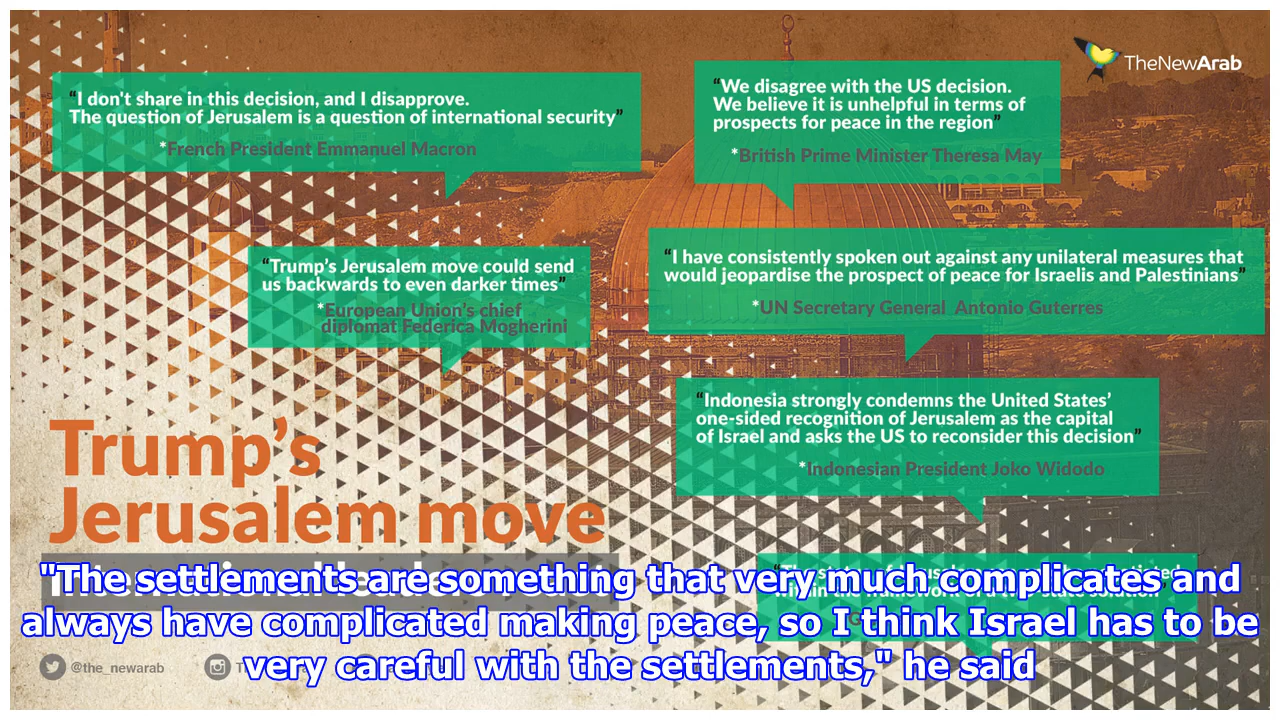 TheNewArab
"I don't share in this decision, and I disapprove.
The question of Jerusalem is a question of international security"
*French President Emmanuel Macron
"We disagree with the US decision.
We believe it is unhelpful in terms of
prospects for peace in the region"
*British Prime Minister Theresa May
"Trump's Jerusalem move could send
us backwards to even darker times"
*European Union's chief
diplomat Federica Mogherini
"I have consistently spoken out against any unilateral measures that
would jeopardise the prospect of peace for Israelis and Palestinians"
*UN Secretary General Antonio Guterres
"Indonesia strongly condemns the United States'
one-sided recognition of Jerusalem as the capital
of Israel and asks the US to reconsider this decision"
*Indonesian President Joko Widodo
Trump's
Jerusalem move
"The settlements are something that very much complicates and
always have complicated making peace, so I think Israel has to be
very careful with the settlements," he said
@the_newarab